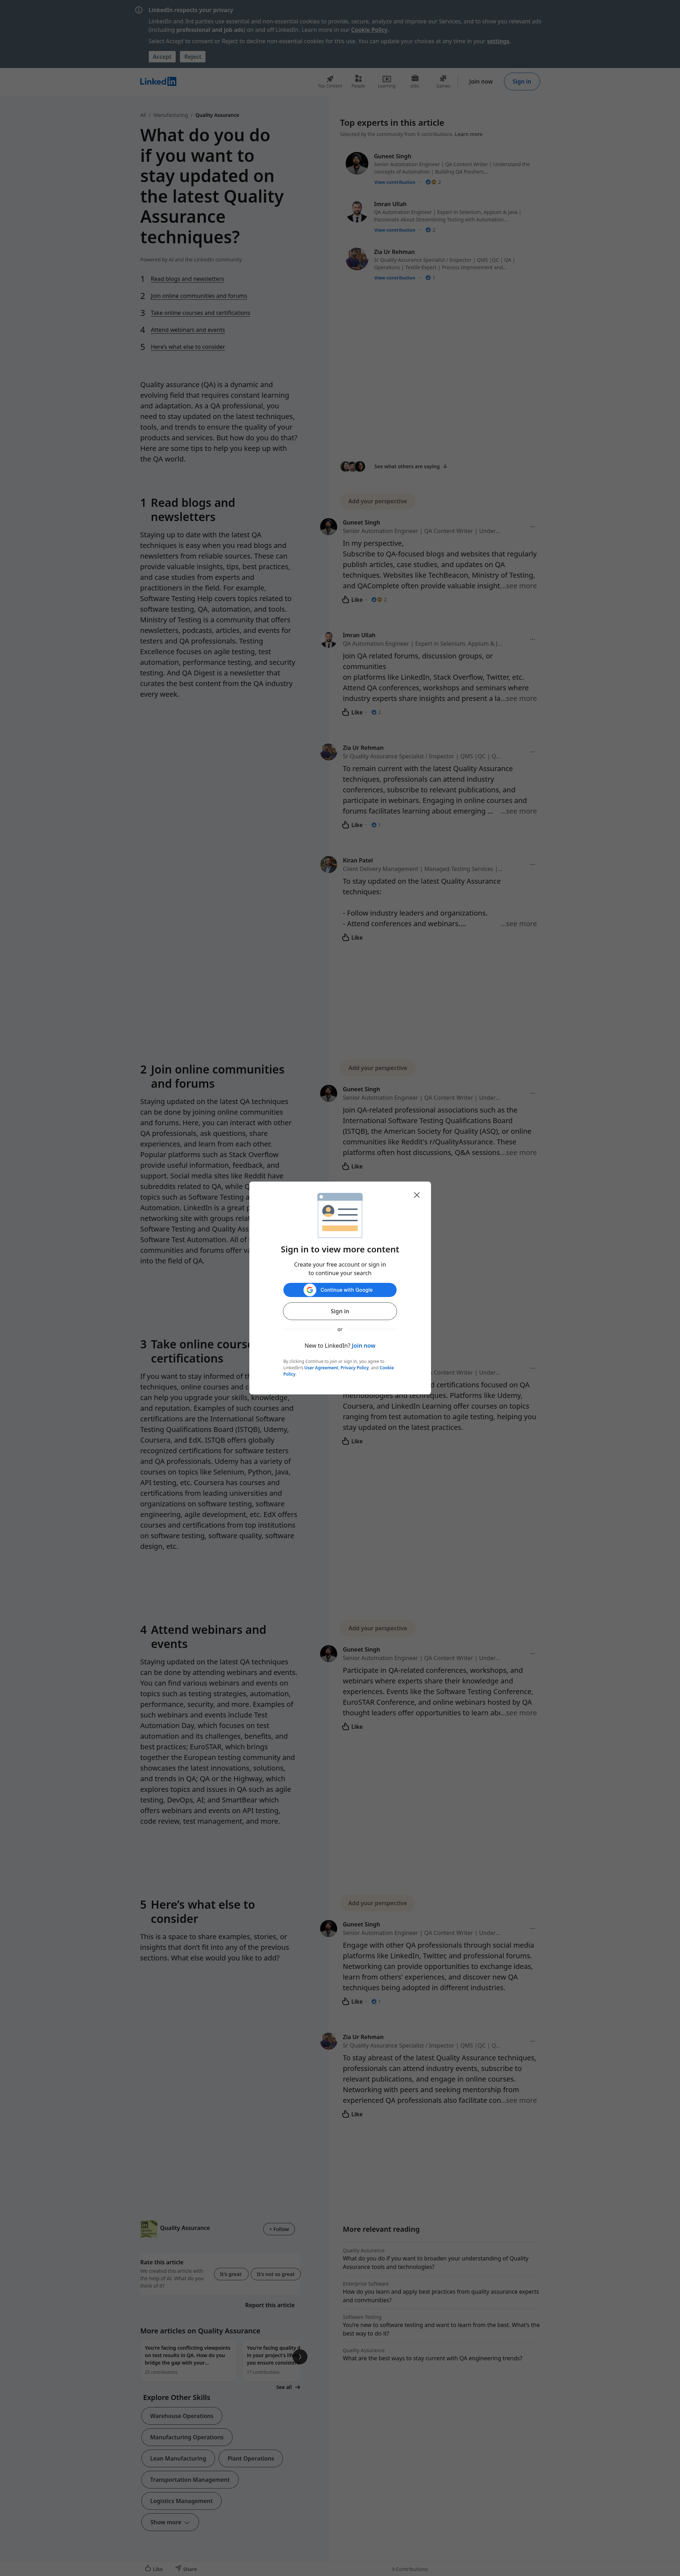 LinkedIn respects your privacy
LinkedIn and 3rd parties use essential and non-essential cookies to provide, secure, analyze and improve our Services, and to show you relevant ads
(including professional and job ads) on and off LinkedIn. Learn more in our Cookie Policy.
Select Accept to consent or Reject to decline non-essential cookies for this use. You can update your choices at any time in your settings.
Accept Reject
LinkedIn
Top Content People Learning Jobs Games Join now Sign in
All / Manufacturing / Quality Assurance
What do you do
if you want to
stay updated on
the latest Quality
Assurance
techniques?
Powered by AI and the LinkedIn community
1 Read blogs and newsletters
2 Join online communities and forums
3 Take online courses and certifications
4 Attend webinars and events
5 Here's what else to consider
Top experts in this article
Selected by the community from 9 contributions. Learn more
Guneet Singh
Senior Automation Engineer | QA Content Writer | Understand the
concepts of Automation | Building QA Freshers...
View contribution 2
Imran Ullah
QA Automation Engineer | Expert in Selenium, Appium & Java |
Passionate about Streamlining Testing with Automation...
View contribution 2
Zia Ur Rehman
Sr Quality Assurance Specialist / Inspector | QMS |QC | QA |
Operations | Textile Expert | Process Improvement and...
View contribution 1
Quality assurance (QA) is a dynamic and
evolving field that requires constant learning
and adaptation. As a QA professional, you
need to stay updated on the latest techniques,
tools, and trends to ensure the quality of your
products and services. But how do you do that?
Here are some tips to help you keep up with
the QA world.
See what others are saying
1 Read blogs and
newsletters
Staying up to date with the latest QA
techniques is easy when you read blogs and
newsletters from reliable sources. These can
provide valuable insights, tips, best practices,
and case studies from experts and
practitioners in the field. For example,
Software Testing Help covers topics related to
software testing, QA, automation, and tools.
Ministry of Testing is a community that offers
newsletters, podcasts, articles, and events for
testers and QA professionals. Testing
Excellence focuses on agile testing, test
automation, performance testing, and security
testing. And QA Digest is a newsletter that
curates the best content from the QA industry
every week.
Add your perspective
Guneet Singh
Senior Automation Engineer | QA Content Writer | Under...
In my perspective,
Subscribe to QA-focused blogs and websites that regularly
publish articles, case studies, and updates on QA
techniques. Websites like TechBeacon, Ministry of Testing,
and QAComplete often provide valuable insight...see more
Like 2
Imran Ullah
QA Automation Engineer | Expert in Selenium, Appium & J...
Join QA related forums, discussion groups, or
communities
on platforms like LinkedIn, Stack Overflow, Twitter, etc.
Attend QA conferences, workshops and seminars where
industry experts share insights and present a la...see more
Like 2
Zia Ur Rehman
Sr Quality Assurance Specialist / Inspector | QMS |QC | Q...
To remain current with the latest Quality Assurance
techniques, professionals can attend industry
conferences, subscribe to relevant publications, and
participate in webinars. Engaging in online courses and
forums facilitates learning about emerging ... ...see more
Like 1
Kiran Patel
Client Delivery Management | Managed Testing Services |...
To stay updated on the latest Quality Assurance
techniques:
- Follow industry leaders and organizations.
- Attend conferences and webinars.... ...see more
Like
2 Join online communities
and forums
Staying updated on the latest QA techniques
can be done by joining online communities
and forums. Here, you can interact with other
QA professionals, ask questions, share
experiences, and learn from each other.
Popular platforms such as Stack Overflow
provide useful information, feedback, and
support. Social media sites like Reddit have
subreddits
topics such as Software Testing a
Automation. LinkedIn is a great p
networking site with groups relat
Software Testing and Quality Ass
Software Test Automation. All of
communities and forums offer va
into the field of QA.
Add your perspective
Guneet Singh
Senior Automation Engineer | QA Content Writer | Under...
Join QA-related professional associations such as the
International Software Testing Qualifications Board
(ISTQB), the American Society for Quality (ASQ), or online
communities like Reddit's r/QualityAssurance. These
platforms often host discussions, Q&A sessions...see more
Like
Sign in to view more content
Create your free account or sign in
to continue your search
Continue with Google
Sign in
or
New to LinkedIn? Join now
By clicking Continue to join or sign in, you agree to
LinkedIn's User Agreement, Privacy Policy, and Cookie
Policy.
3 Take online course
certifications
If you want to stay informed of th
techniques, online courses and c
can help you upgrade your skills, knowledge,
and reputation. Examples of such courses and
certifications are the International Software
Testing Qualifications Board (ISTQB), Udemy,
Coursera, and EdX. ISTQB offers globally
recognized certifications for software testers
and QA professionals. Udemy has a variety of
courses on topics like Selenium, Python, Java,
API testing, etc. Coursera has courses and
certifications from leading universities and
organizations on software testing, software
engineering, agile development, etc. EdX offers
courses and certifications from top institutions
on software testing, software quality, software
design, etc.
Content Writer | Under...
d certifications focused on QA
methodologies and techniques. Platforms like Udemy,
Coursera, and LinkedIn Learning offer courses on topics
ranging from test automation to agile testing, helping you
stay updated on the latest practices.
Like
4 Attend webinars and
events
Staying updated on the latest QA techniques
can be done by attending webinars and events.
You can find various webinars and events on
topics such as testing strategies, automation,
performance, security, and more. Examples of
such webinars and events include Test
Automation Day, which focuses on test
automation and its challenges, benefits, and
best practices; EuroSTAR, which brings
together the European testing community and
showcases the latest innovations, solutions,
and trends in QA; QA or the Highway, which
explores topics and issues in QA such as agile
testing, DevOps, AI; and SmartBear which
offers webinars and events on API testing,
code review, test management, and more.
Add your perspective
Guneet Singh
Senior Automation Engineer | QA Content Writer | Under...
Participate in QA-related conferences, workshops, and
webinars where experts share their knowledge and
experiences. Events like the Software Testing Conference,
EuroSTAR Conference, and online webinars hosted by QA
thought leaders offer opportunities to learn abr...see more
Like
5 Here's what else to
consider
This is a space to share examples, stories, or
insights that don't fit into any of the previous
sections. What else would you like to add?
Add your perspective
Guneet Singh
Senior Automation Engineer | QA Content Writer | Under...
Engage with other QA professionals through social media
platforms like LinkedIn, Twitter, and professional forums.
Networking can provide opportunities to exchange ideas,
learn from others' experiences, and discover new QA
techniques being adopted in different industries.
Like 1
Zia Ur Rehman
Sr Quality Assurance Specialist / Inspector | QMS |QC | Q...
To stay abreast of the latest Quality Assurance techniques,
professionals can attend industry events, subscribe to
relevant publications, and engage in online courses.
Networking with peers and seeking mentorship from
experienced QA professionals also facilitate con...see more
Like
Quality Assurance + Follow
Rate this article
We created this article with
the help of AI. What do you
think of it?
It's great It's not so great
Report this article
More articles on Quality Assurance
You're facing conflicting viewpoints
on test results in QA. How do you
bridge the gap with your...
25 contributions
You're facing quality d
in your project's life
you ensure consiste
17 contributions
See all
Explore Other Skills
Warehouse Operations
Manufacturing Operations
Lean Manufacturing Plant Operations
Transportation Management
Logistics Management
Show more
More relevant reading
Quality Assurance
What do you do if you want to broaden your understanding of Quality
Assurance tools and technologies?
Enterprise Software
How do you learn and apply best practices from quality assurance experts
and communities?
Software Testing
You're new to software testing and want to learn from the best. What's the
best way to do it?
Quality Assurance
What are the best ways to stay current with QA engineering trends?
Like Share 9 Contributions